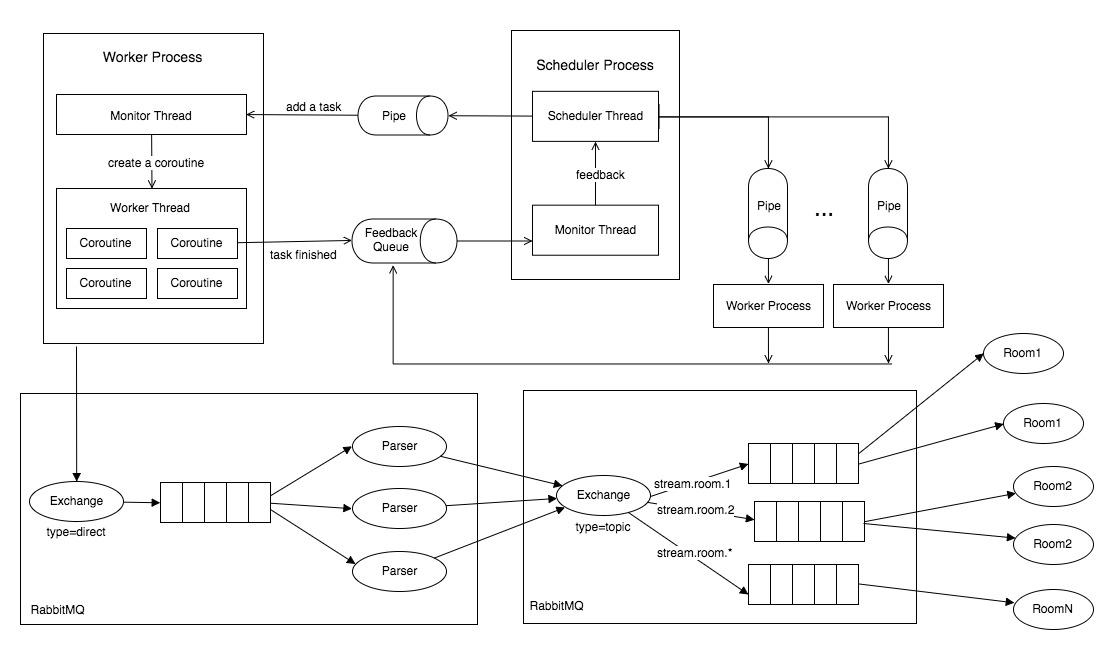 Worker Process
Monitor Thread
create a coroutine
Worker Thread
Coroutine
Coroutine
Coroutine
Coroutine
add a task
Pipe
task finished
Feedback
Queue
Scheduler Process
Scheduler Thread
feedback
Monitor Thread
Pipe
...
Pipe
Worker Process
Worker Process
Exchange
type=direct
Parser
Parser
Parser
RabbitMQ
Exchange
type=topic
stream.room.1
stream.room.2
stream.room.*
RabbitMQ
Room1
Room1
Room2
Room2
RoomN